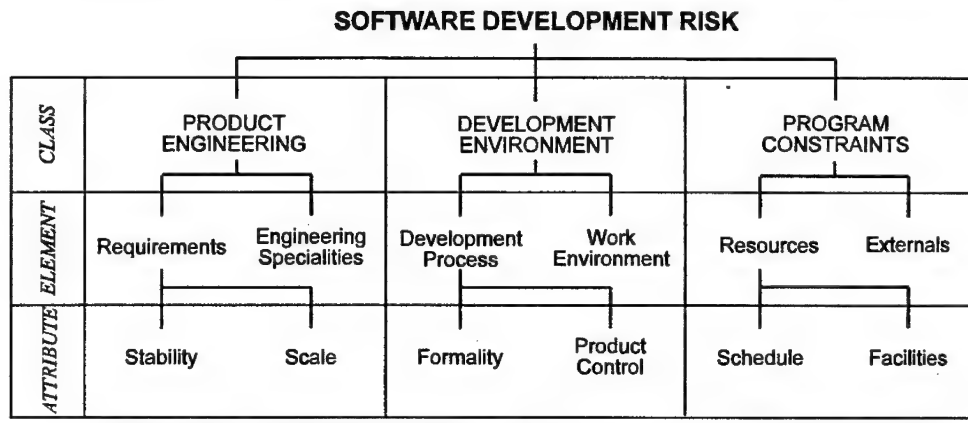 SOFTWARE DEVELOPMENT RISK
CLASS
PRODUCT
ENGINEERING
DEVELOPMENT
ENVIRONMENT
PROGRAM
CONSTRAINTS
ELEMENT
Requirements
Engineering
Specialities
Development
Process
Work
Environment
Resources
Externals
ATTRIBUTE
Stability
Scale
Formality
Product
Control
Schedule
Facilities